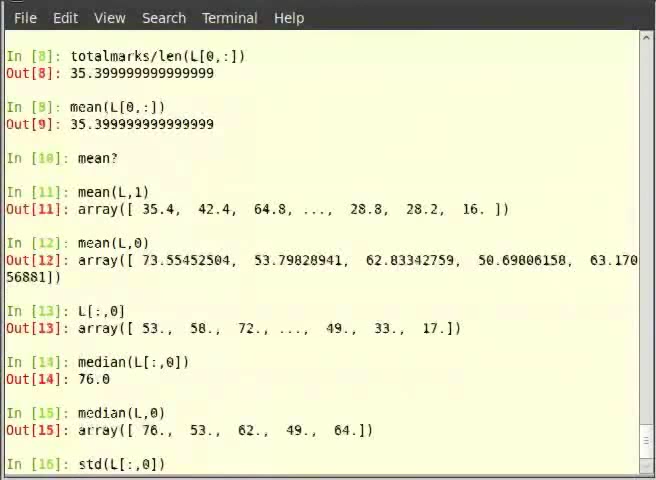 File Edit View Search Terminal Help
In [8]: totalmarks/len(L[0,:])
Out[8]: 35.399999999999999
In [9]: mean(L[0,:])
Out[9]: 35.399999999999999
In [10]: mean?
In [11]: mean(L,1)
Out[11]: array([ 35.4, 42.4, 64.8, ..., 28.8, 28.2, 16. ])
In [12]: mean(L,0)
Out[12]: array([ 73.55452504, 53.79828941, 62.83342759, 50.69806158, 63.170
56881])
In [13]: L[:,0]
Out[13]: array([ 53., 58., 72., ..., 49., 33., 17.])
In [14]: median(L[:,0])
Out[14]: 76.0
In [15]: median(L,0)
Out[15]: array([ 76., 53., 62., 49., 64.])
In [16]: std(L[:,0])